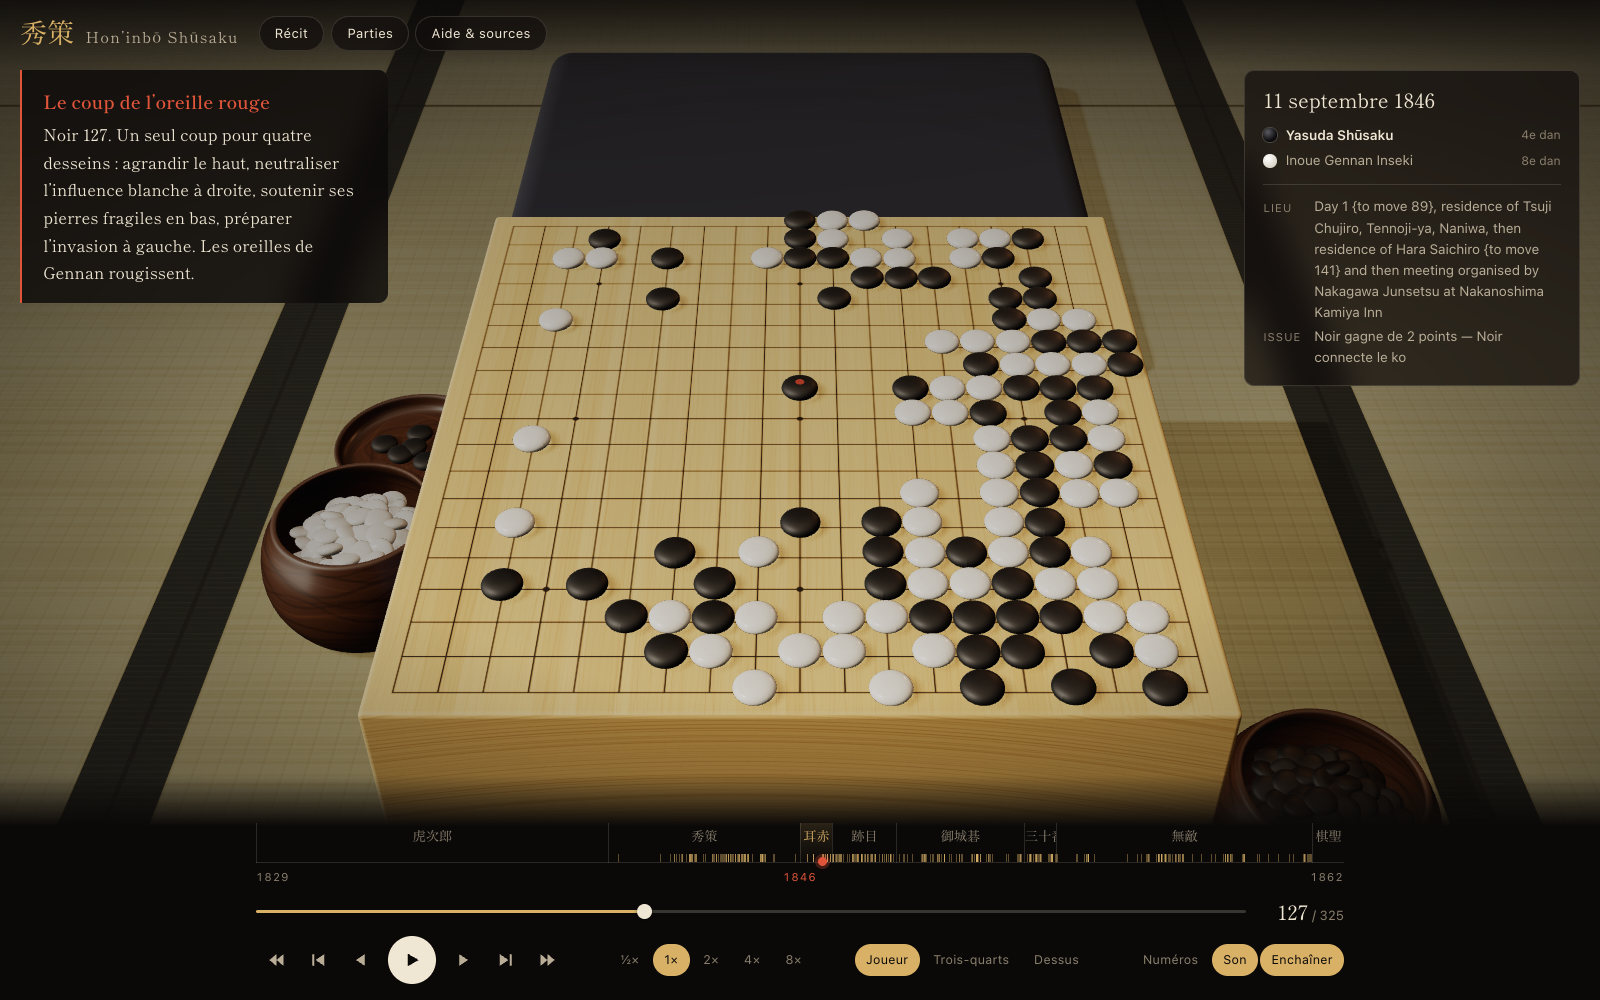 秀策 Hon'inbō Shūsaku
Récit
Parties
Aide & sources
Le coup de l'oreille rouge
Noir 127. Un seul coup pour quatre
desseins : agrandir le haut, neutraliser
l'influence blanche à droite, soutenir ses
pierres fragiles en bas, préparer
l'invasion à gauche. Les oreilles de
Gennan rougissent.
11 septembre 1846
Yasuda Shūsaku 4e dan
Inoue Gennan Inseki 8e dan
LIEU Day 1 {to move 89}, residence of Tsuji
Chujiro, Tennoji-ya, Naniwa, then
residence of Hara Saichiro {to move
141} and then meeting organised by
Nakagawa Junsetsu at Nakanoshima
Kamiya Inn
ISSUE Noir gagne de 2 points — Noir
connecte le ko
虎次郎 秀策 耳赤 跡目 御城碁 三十 無敵 棋聖
1829 1846 1862
127 / 325
½× 1× 2× 4× 8× Joueur Trois-quarts Dessus Numéros Son Enchaîner